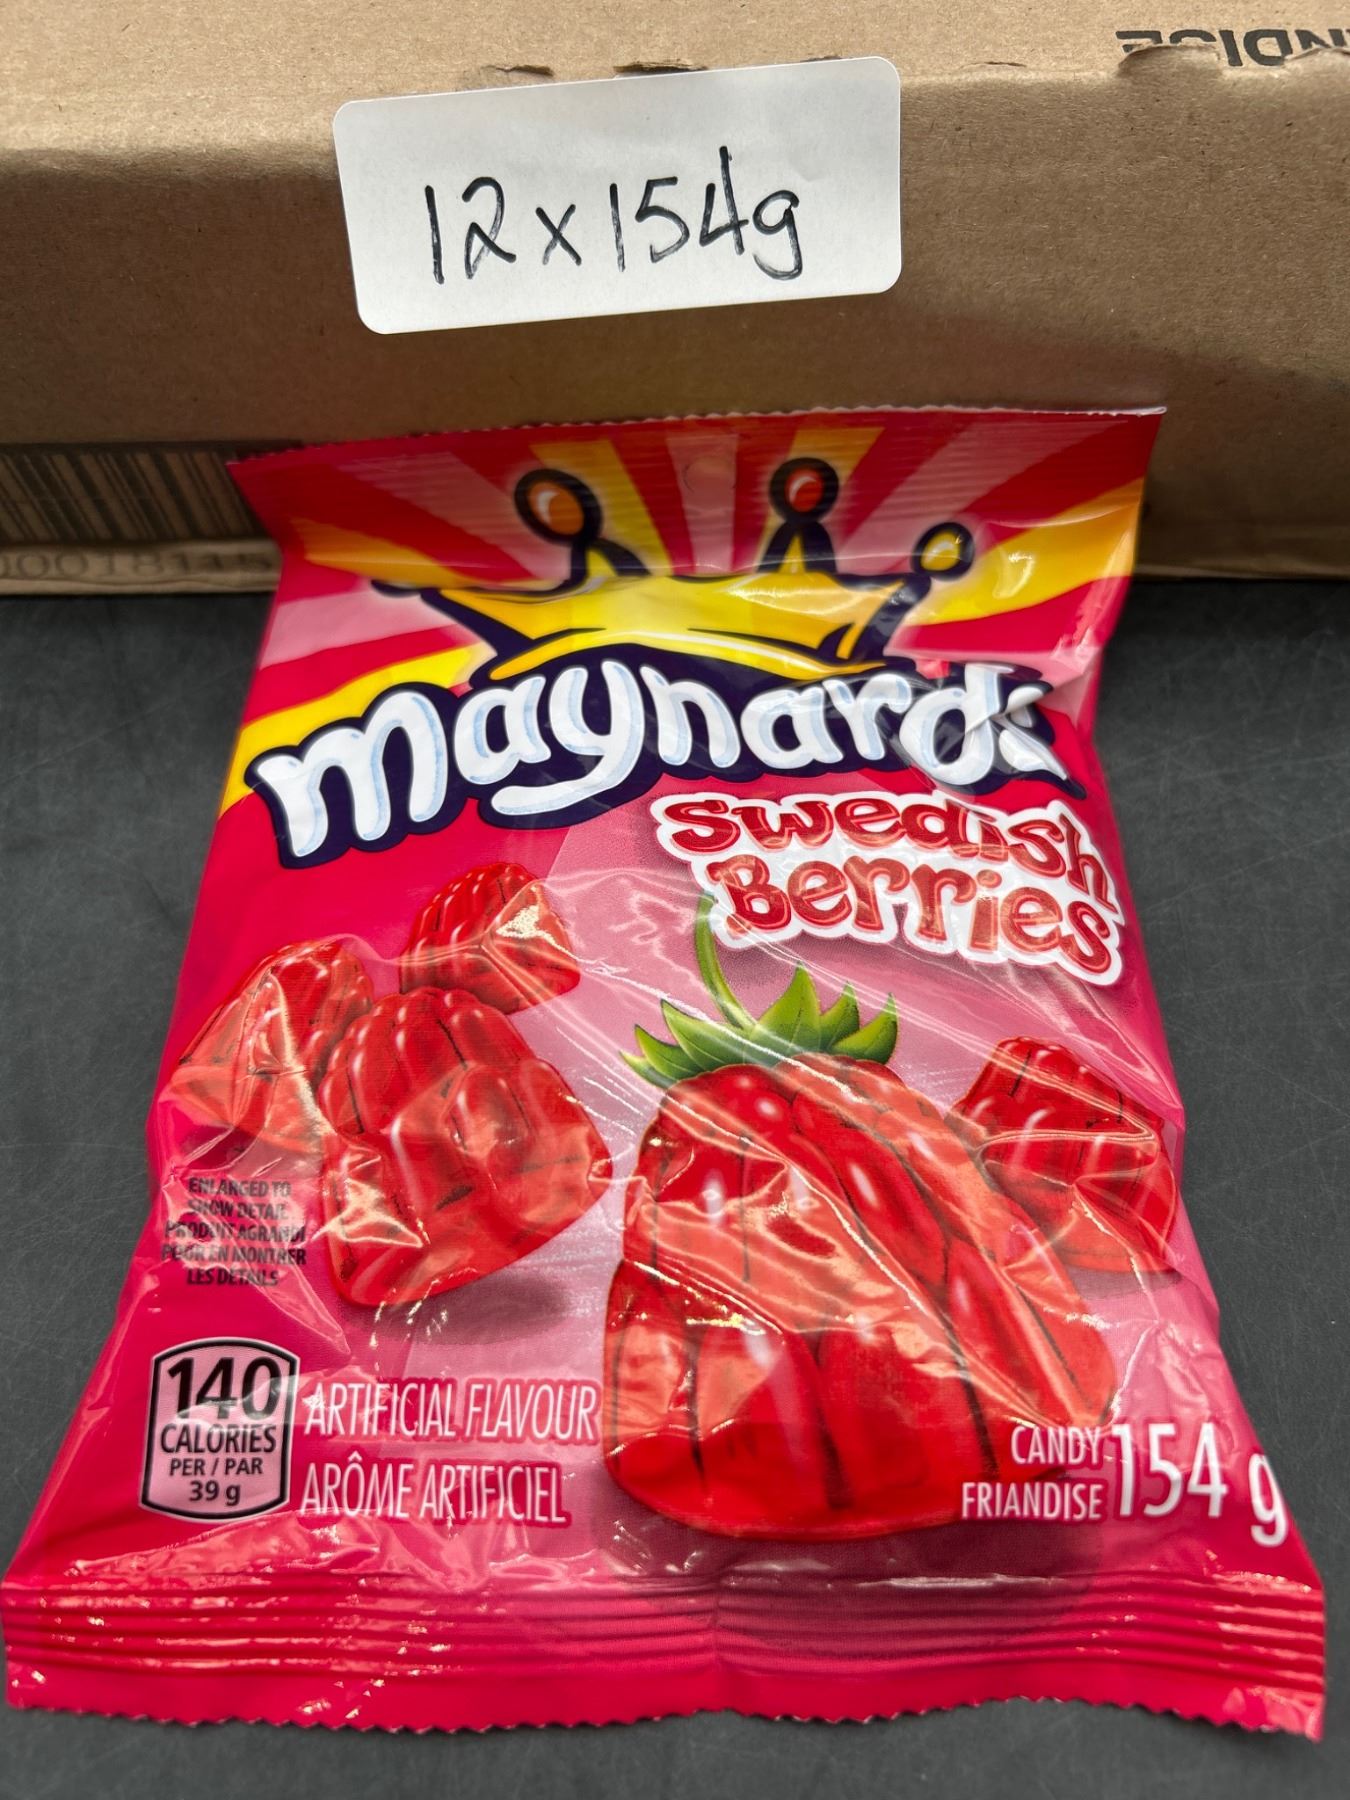 12x154g
maynards
Swedish
Berries
ENLARGED TO
SHOW DETAIL
PRODUIT AGRANDI
POUR EN MONTRER
LES DÉTAILS
140
CALORIES
PER / PAR
39 g
ARTIFICIAL FLAVOUR
ARÔME ARTIFICIEL
CANDY
FRIANDISE
154 g